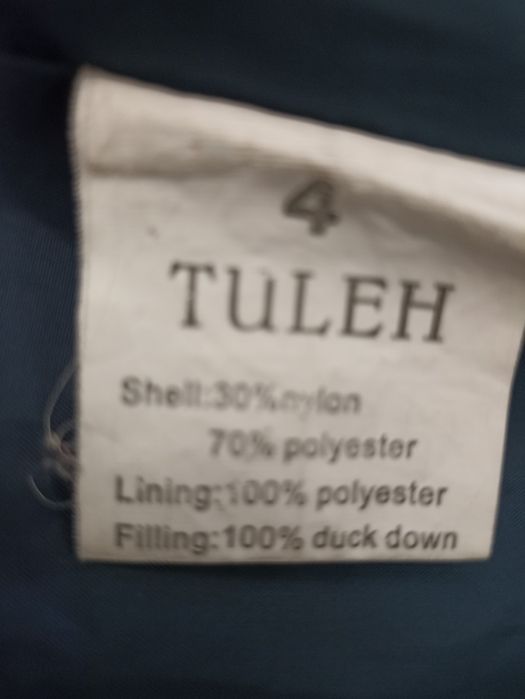 4
TULEH
Shell:30%nylon
70% polyester
Lining:100% polyester
Filling:100% duck down